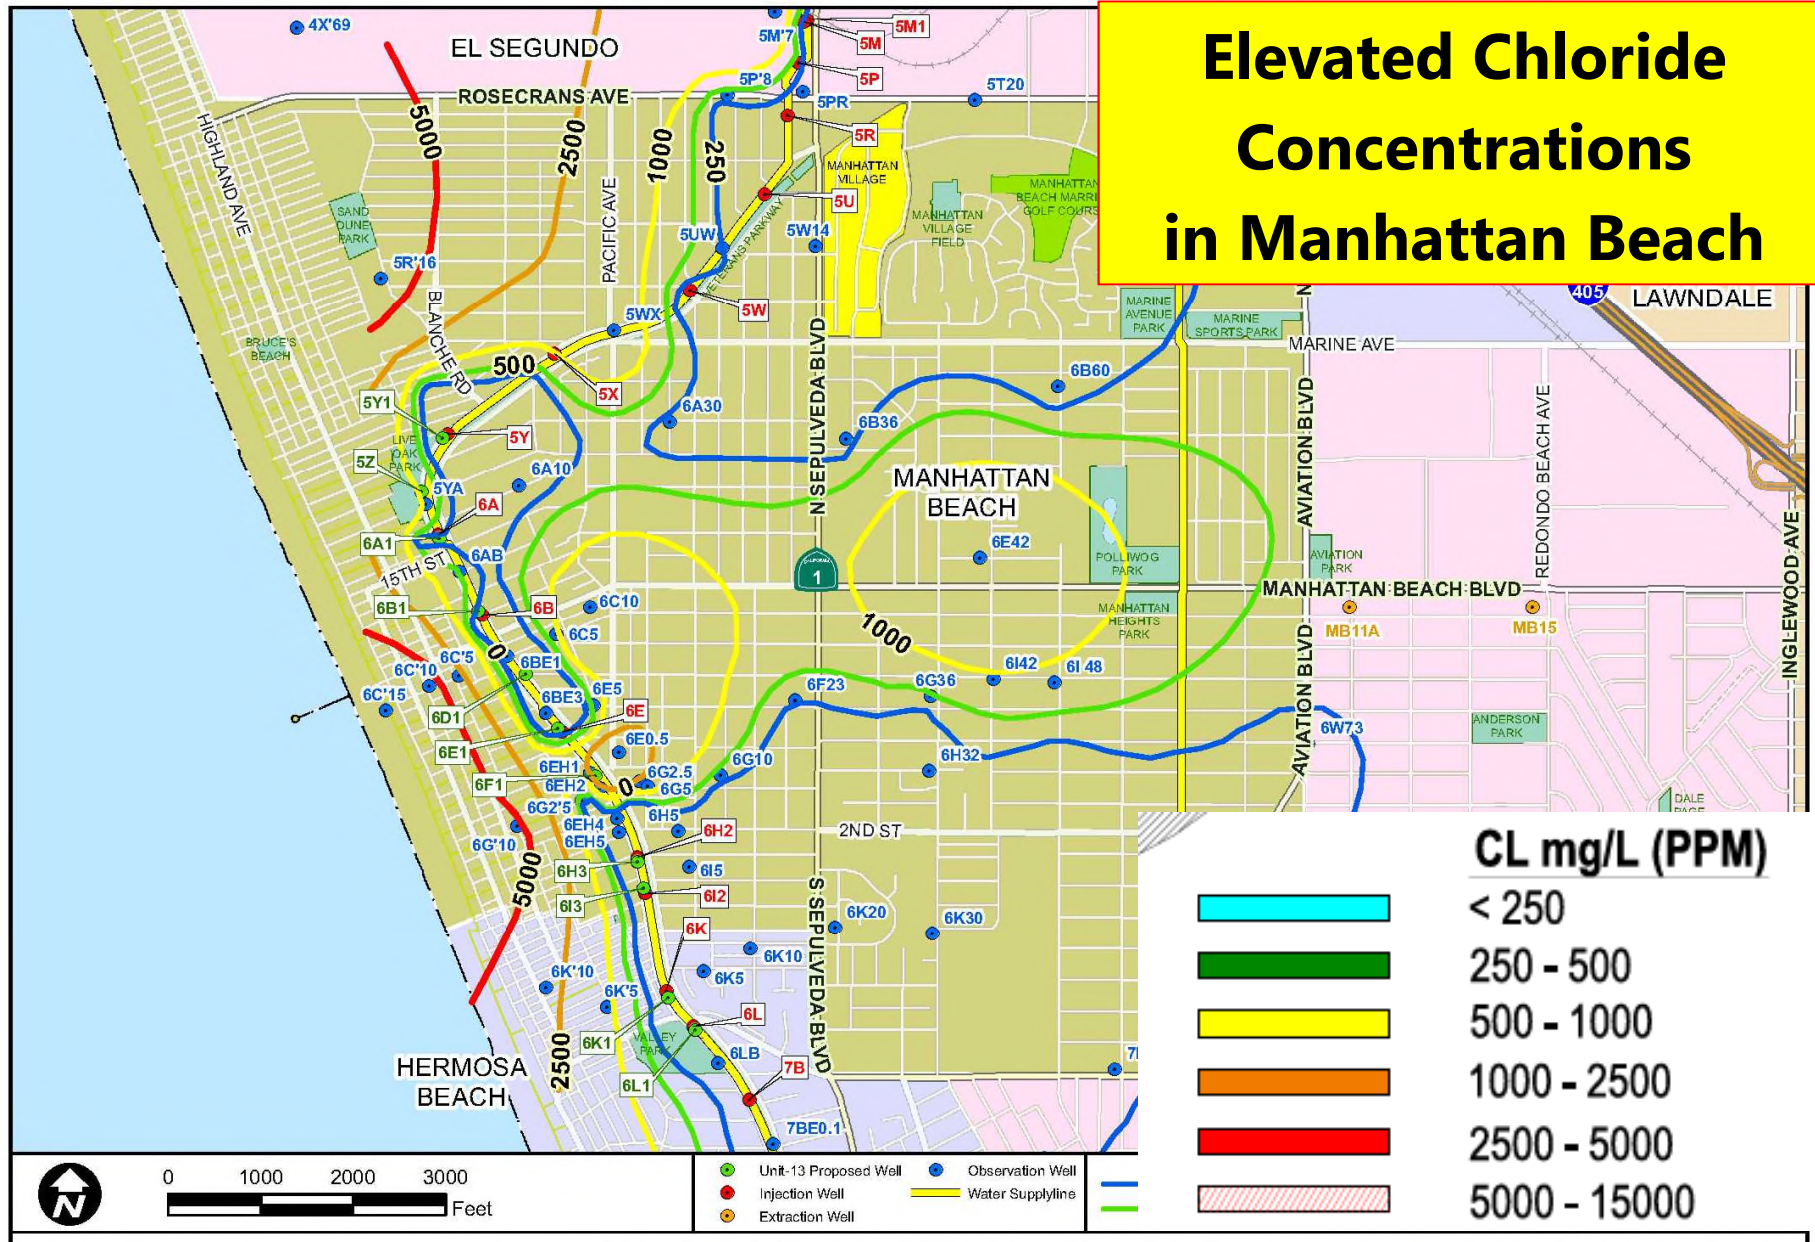 Elevated Chloride
Concentrations
in Manhattan Beach
4X'69
EL SEGUNDO
5M'7
5M1
5M
5P
5P'8
5PR
5T20
ROSECRANS AVE
HIGHLAND AVE
5000
2500
1000
250
5R
MANHATTAN
VILLAGE
5U
SAND
DUNE
PARK
PACIFIC AVE
5UW
VETERANS PARKWAY
5W14
MANHATTAN
VILLAGE
FIELD
MANHATTAN
BEACH MARRI
GOLF COURS
5R'16
5W
5WX
BLANCHE RD
BRUCE'S
BEACH
N SEPULVEDA BLVD
MARINE
AVENUE
PARK
MARINE
SPORTS PARK
405
LAWNDALE
MARINE AVE
500
5X
5Y1
5Y
LIVE
OAK
PARK
5Z
5YA
6A
6A10
6A30
6B36
6B60
AVIATION BLVD
REDONDO BEACH AVE
INGLEWOOD AVE
MANHATTAN
BEACH
6A1
15TH ST
6AB
6E42
POLLIWOG
PARK
AVIATION
PARK
CALIFORNIA
1
MANHATTAN BEACH BLVD
6B1
6B
6C10
6C5
1000
MANHATTAN
HEIGHTS
PARK
MB11A
MB15
0
6C'5
6C'10
6C'15
6BE1
6BE3
6E5
6D1
6E
6E1
6E0.5
6F23
6G36
6I42
6I 48
AVIATION BLVD
6W73
ANDERSON
PARK
6EH1
6EH2
6F1
6G2.5
6G5
6G10
6H32
0
6G2'5
6EH4
6EH5
6H5
6G'10
6H2
2ND ST
DALE
PAGE
5000
6H3
6I5
6I3
6I2
S SEPULVEDA BLVD
6K20
6K30
6K
6K10
6K'10
6K5
6K'5
6L
6K1
VALLEY
PARK
6LB
2500
HERMOSA
BEACH
6L1
7B
7BE0.1
CL mg/L (PPM)
< 250
250 - 500
500 - 1000
1000 - 2500
2500 - 5000
5000 - 15000
N
0 1000 2000 3000
Feet
Unit-13 Proposed Well
Injection Well
Extraction Well
Observation Well
Water Supplyline